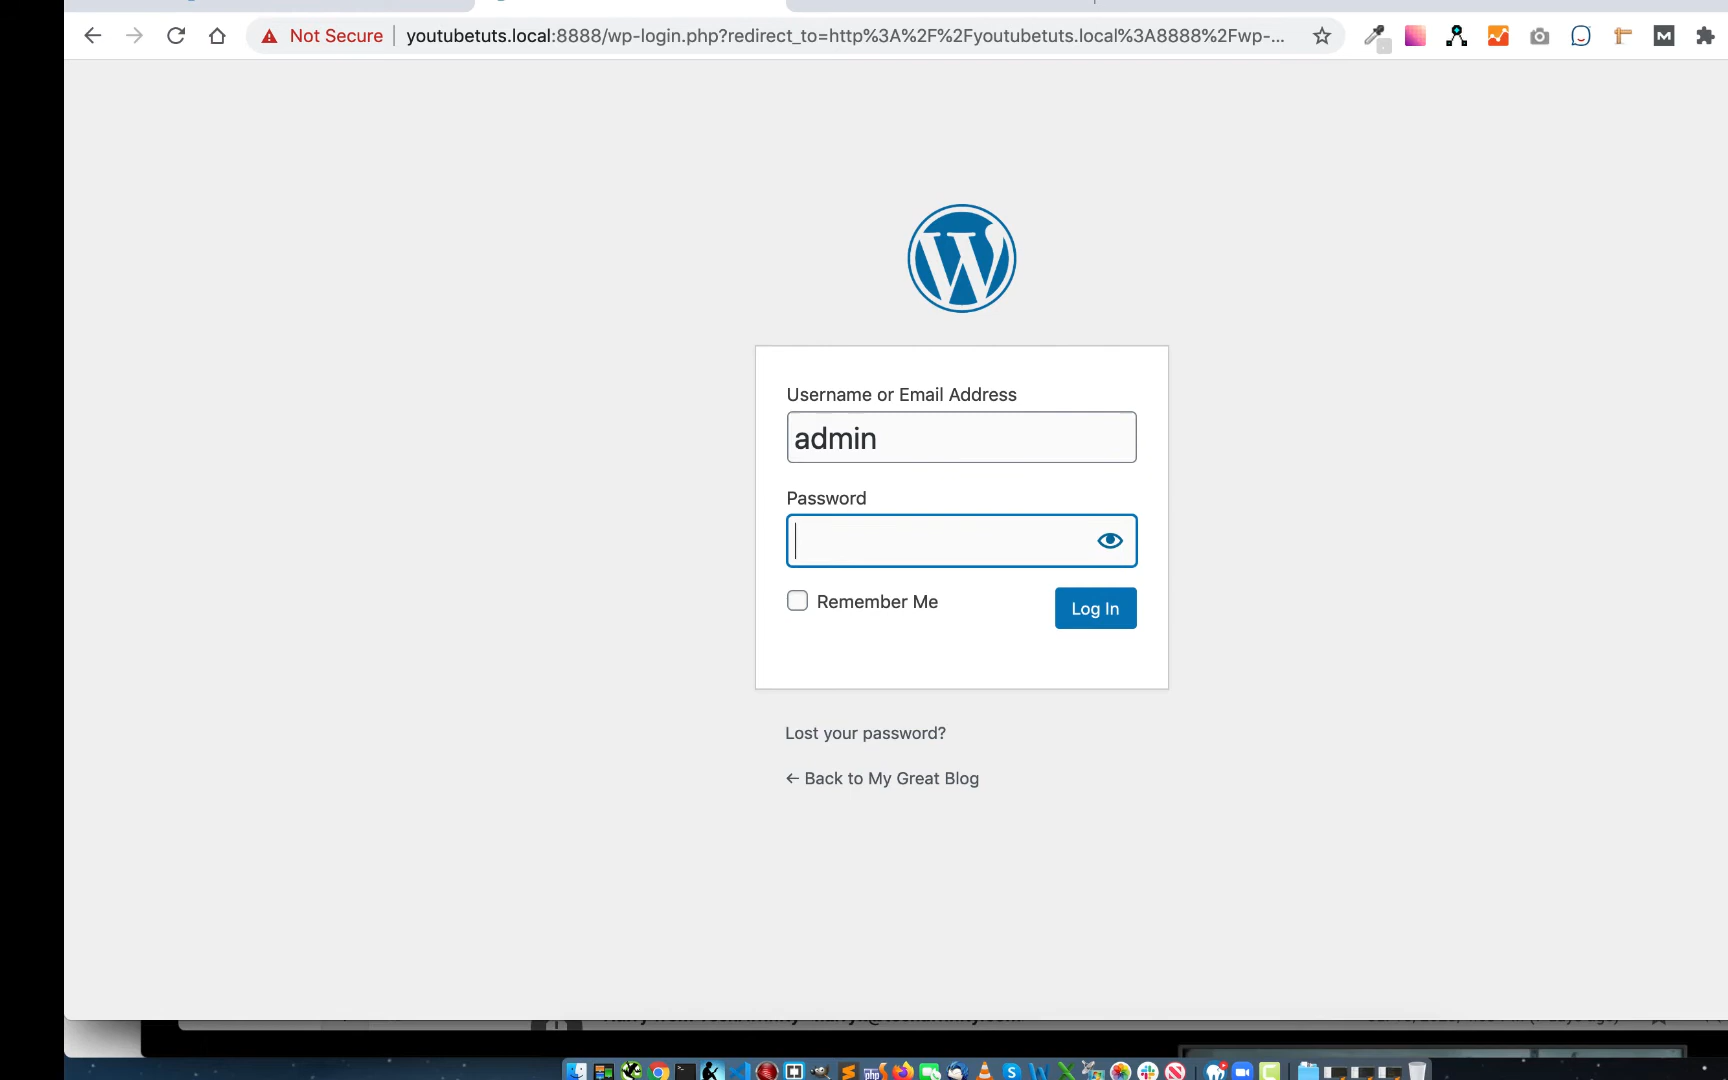 Not Secure youtubetuts.local:8888/wp-login.php?redirect_to=http%3A%2F%2Fyoutubetuts.local%3A8888%2Fwp-...
Username or Email Address
admin
Password
Remember Me
Log In
Lost your password?
← Back to My Great Blog